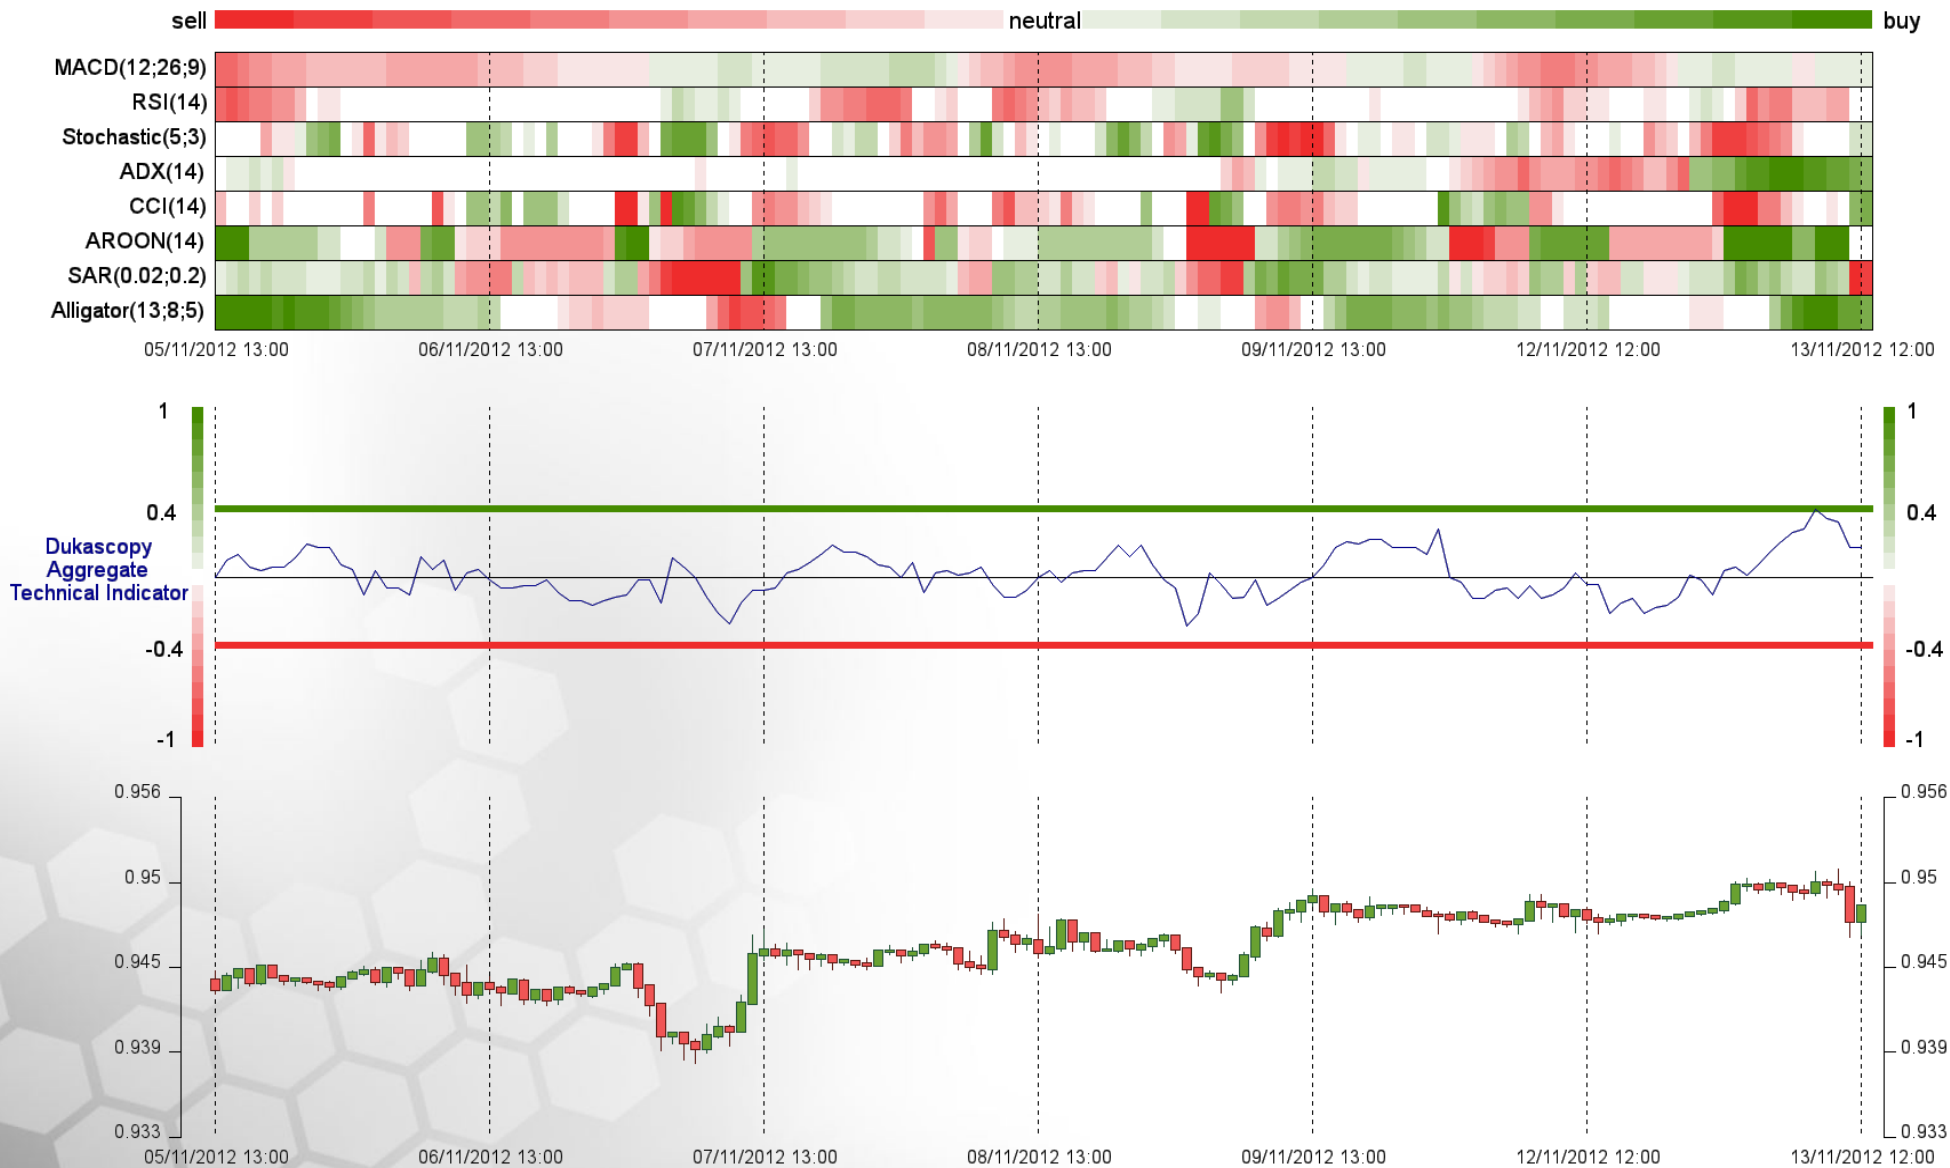 sell neutral buy
MACD(12;26;9)
RSI(14)
Stochastic(5;3)
ADX(14)
CCI(14)
AROON(14)
SAR(0.02;0.2)
Alligator(13;8;5)
05/11/2012 13:00 06/11/2012 13:00 07/11/2012 13:00 08/11/2012 13:00 09/11/2012 13:00 12/11/2012 12:00 13/11/2012 12:00
1 1
0.4 0.4
Dukascopy
Aggregate
Technical Indicator
-0.4 -0.4
-1 -1
0.956 0.956
0.95 0.95
0.945 0.945
0.939 0.939
0.933 0.933
05/11/2012 13:00 06/11/2012 13:00 07/11/2012 13:00 08/11/2012 13:00 09/11/2012 13:00 12/11/2012 12:00 13/11/2012 12:00